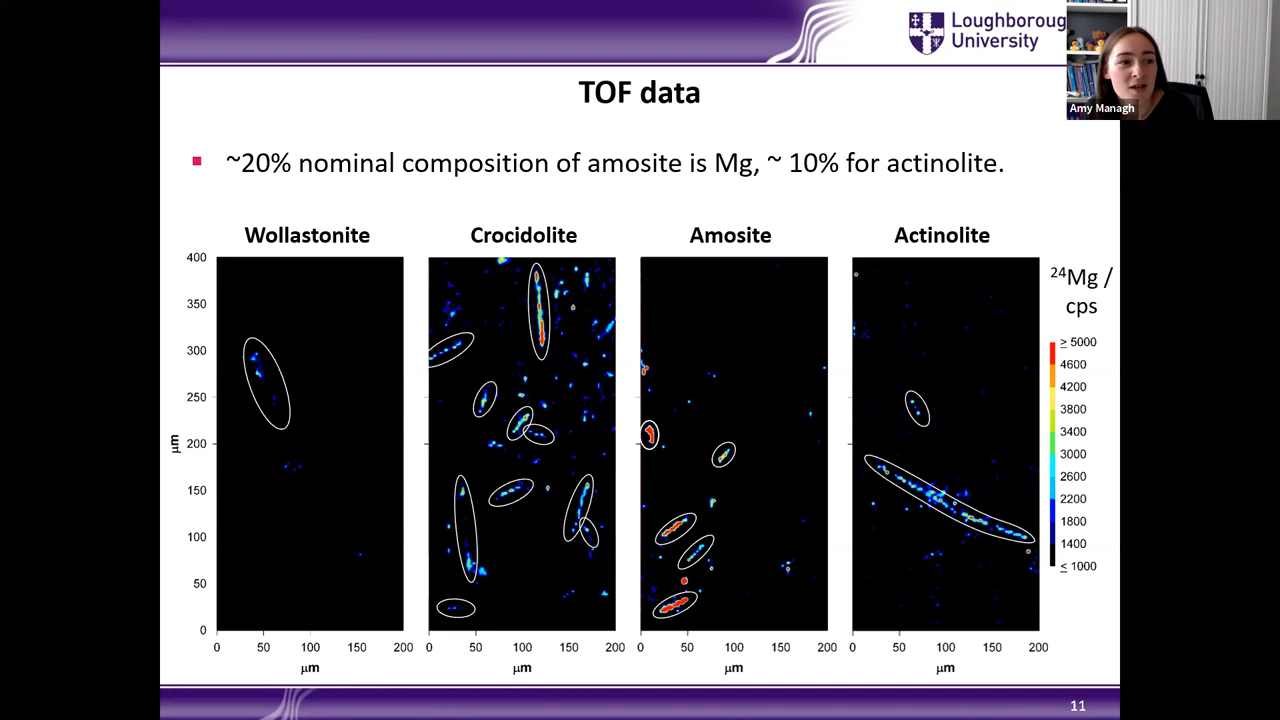 Loughboroug
University
Amy Managh
TOF data
~20% nominal composition of amosite is Mg, ~ 10% for actinolite.
Wollastonite
Crocidolite
Amosite
Actinolite
24Mg /
cps
≥ 5000
4600
4200
3800
3400
3000
2600
2200
1800
1400
≤ 1000
400
350
300
250
200
150
100
50
0
μm
0 50 100 150 200
μm
0 50 100 150 200
μm
0 50 100 150 200
μm
0 50 100 150 200
μm
11